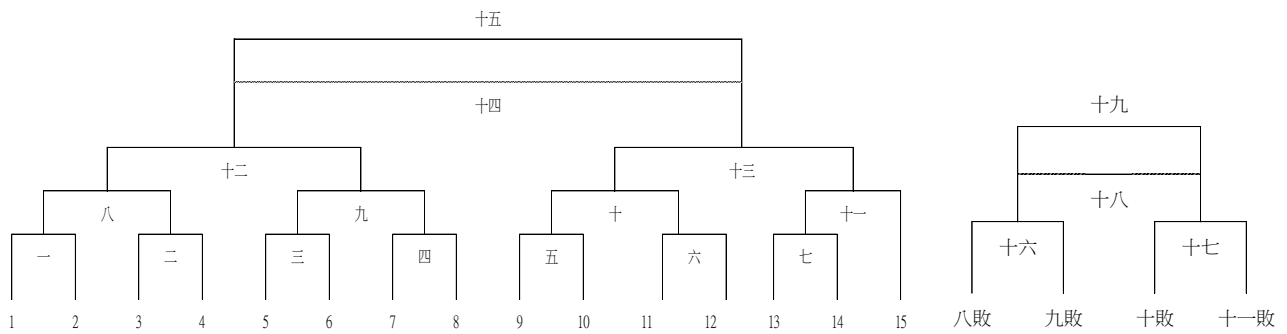 十五
十四
十九
十二 十三
十八
八 九 十 十一
一 二 三 四 五 六 七
十六 十七
1 2 3 4 5 6 7 8 9 10 11 12 13 14 15
八敗 九敗 十敗 十一敗